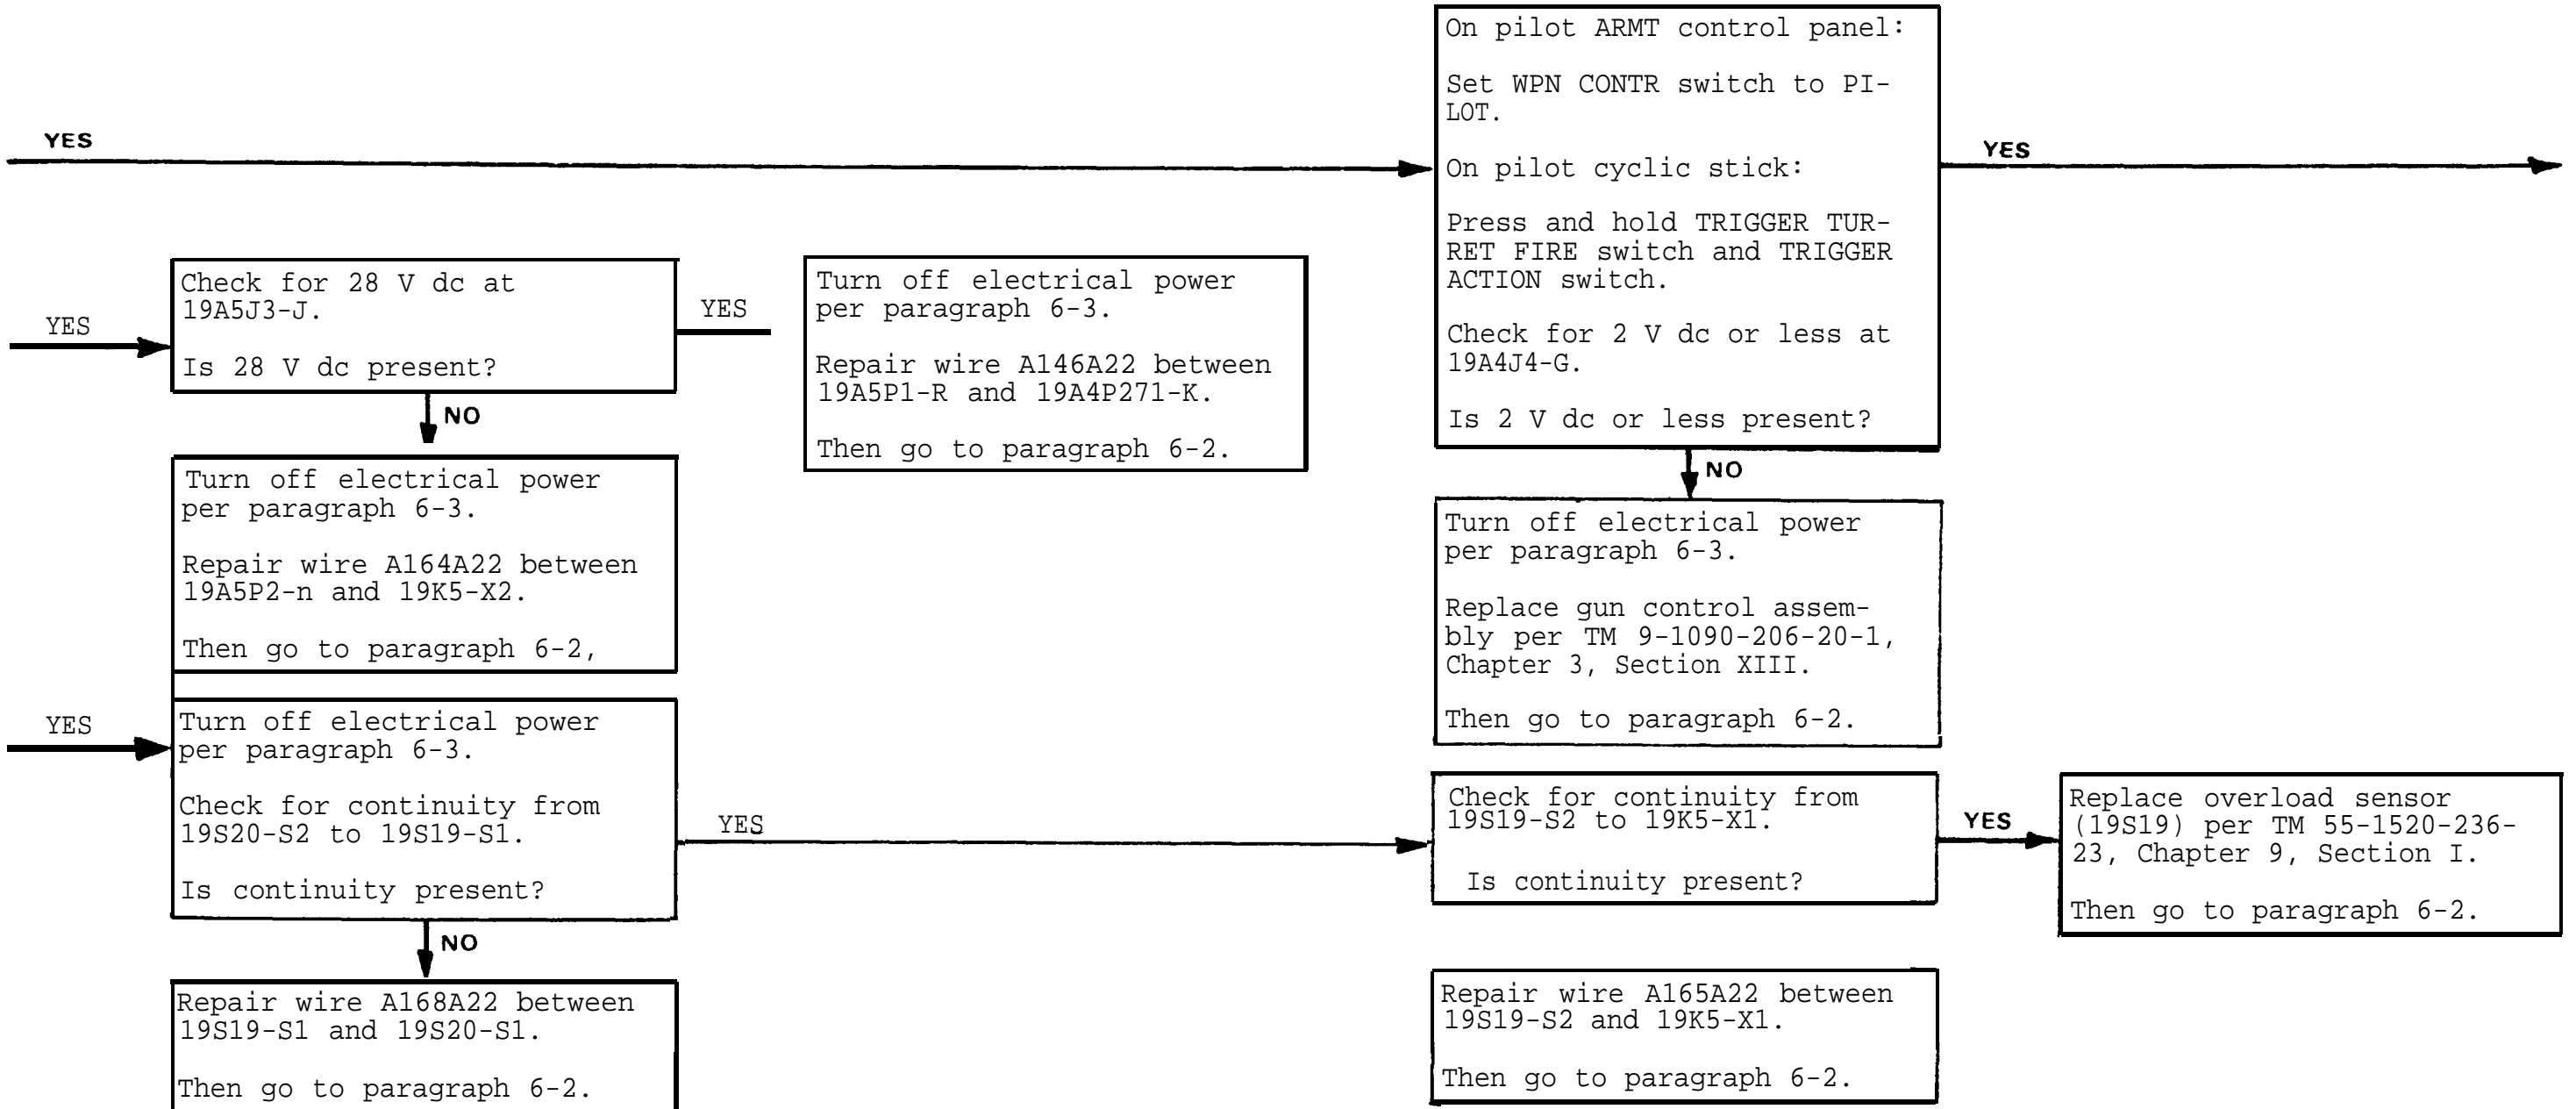 On pilot ARMT control panel:
Set WPN CONTR switch to PI-
LOT.
On pilot cyclic stick:
Press and hold TRIGGER TUR-
RET FIRE switch and TRIGGER
ACTION switch.
Check for 2 V dc or less at
19A4J4-G.
Is 2 V dc or less present?
YES
YES
YES
Check for 28 V dc at
19A5J3-J.
Is 28 V dc present?
YES
Turn off electrical power
per paragraph 6-3.
Repair wire A146A22 between
19A5P1-R and 19A4P271-K.
Then go to paragraph 6-2.
NO
NO
Turn off electrical power
per paragraph 6-3.
Repair wire A164A22 between
19A5P2-n and 19K5-X2.
Then go to paragraph 6-2,
Turn off electrical power
per paragraph 6-3.
Replace gun control assem-
bly per TM 9-1090-206-20-1,
Chapter 3, Section XIII.
Then go to paragraph 6-2.
YES
Turn off electrical power
per paragraph 6-3.
Check for continuity from
19S20-S2 to 19S19-S1.
Is continuity present?
YES
Check for continuity from
19S19-S2 to 19K5-X1.
Is continuity present?
YES
Replace overload sensor
(19S19) per TM 55-1520-236-
23, Chapter 9, Section I.
Then go to paragraph 6-2.
NO
Repair wire A168A22 between
19S19-S1 and 19S20-S1.
Then go to paragraph 6-2.
Repair wire A165A22 between
19S19-S2 and 19K5-X1.
Then go to paragraph 6-2.